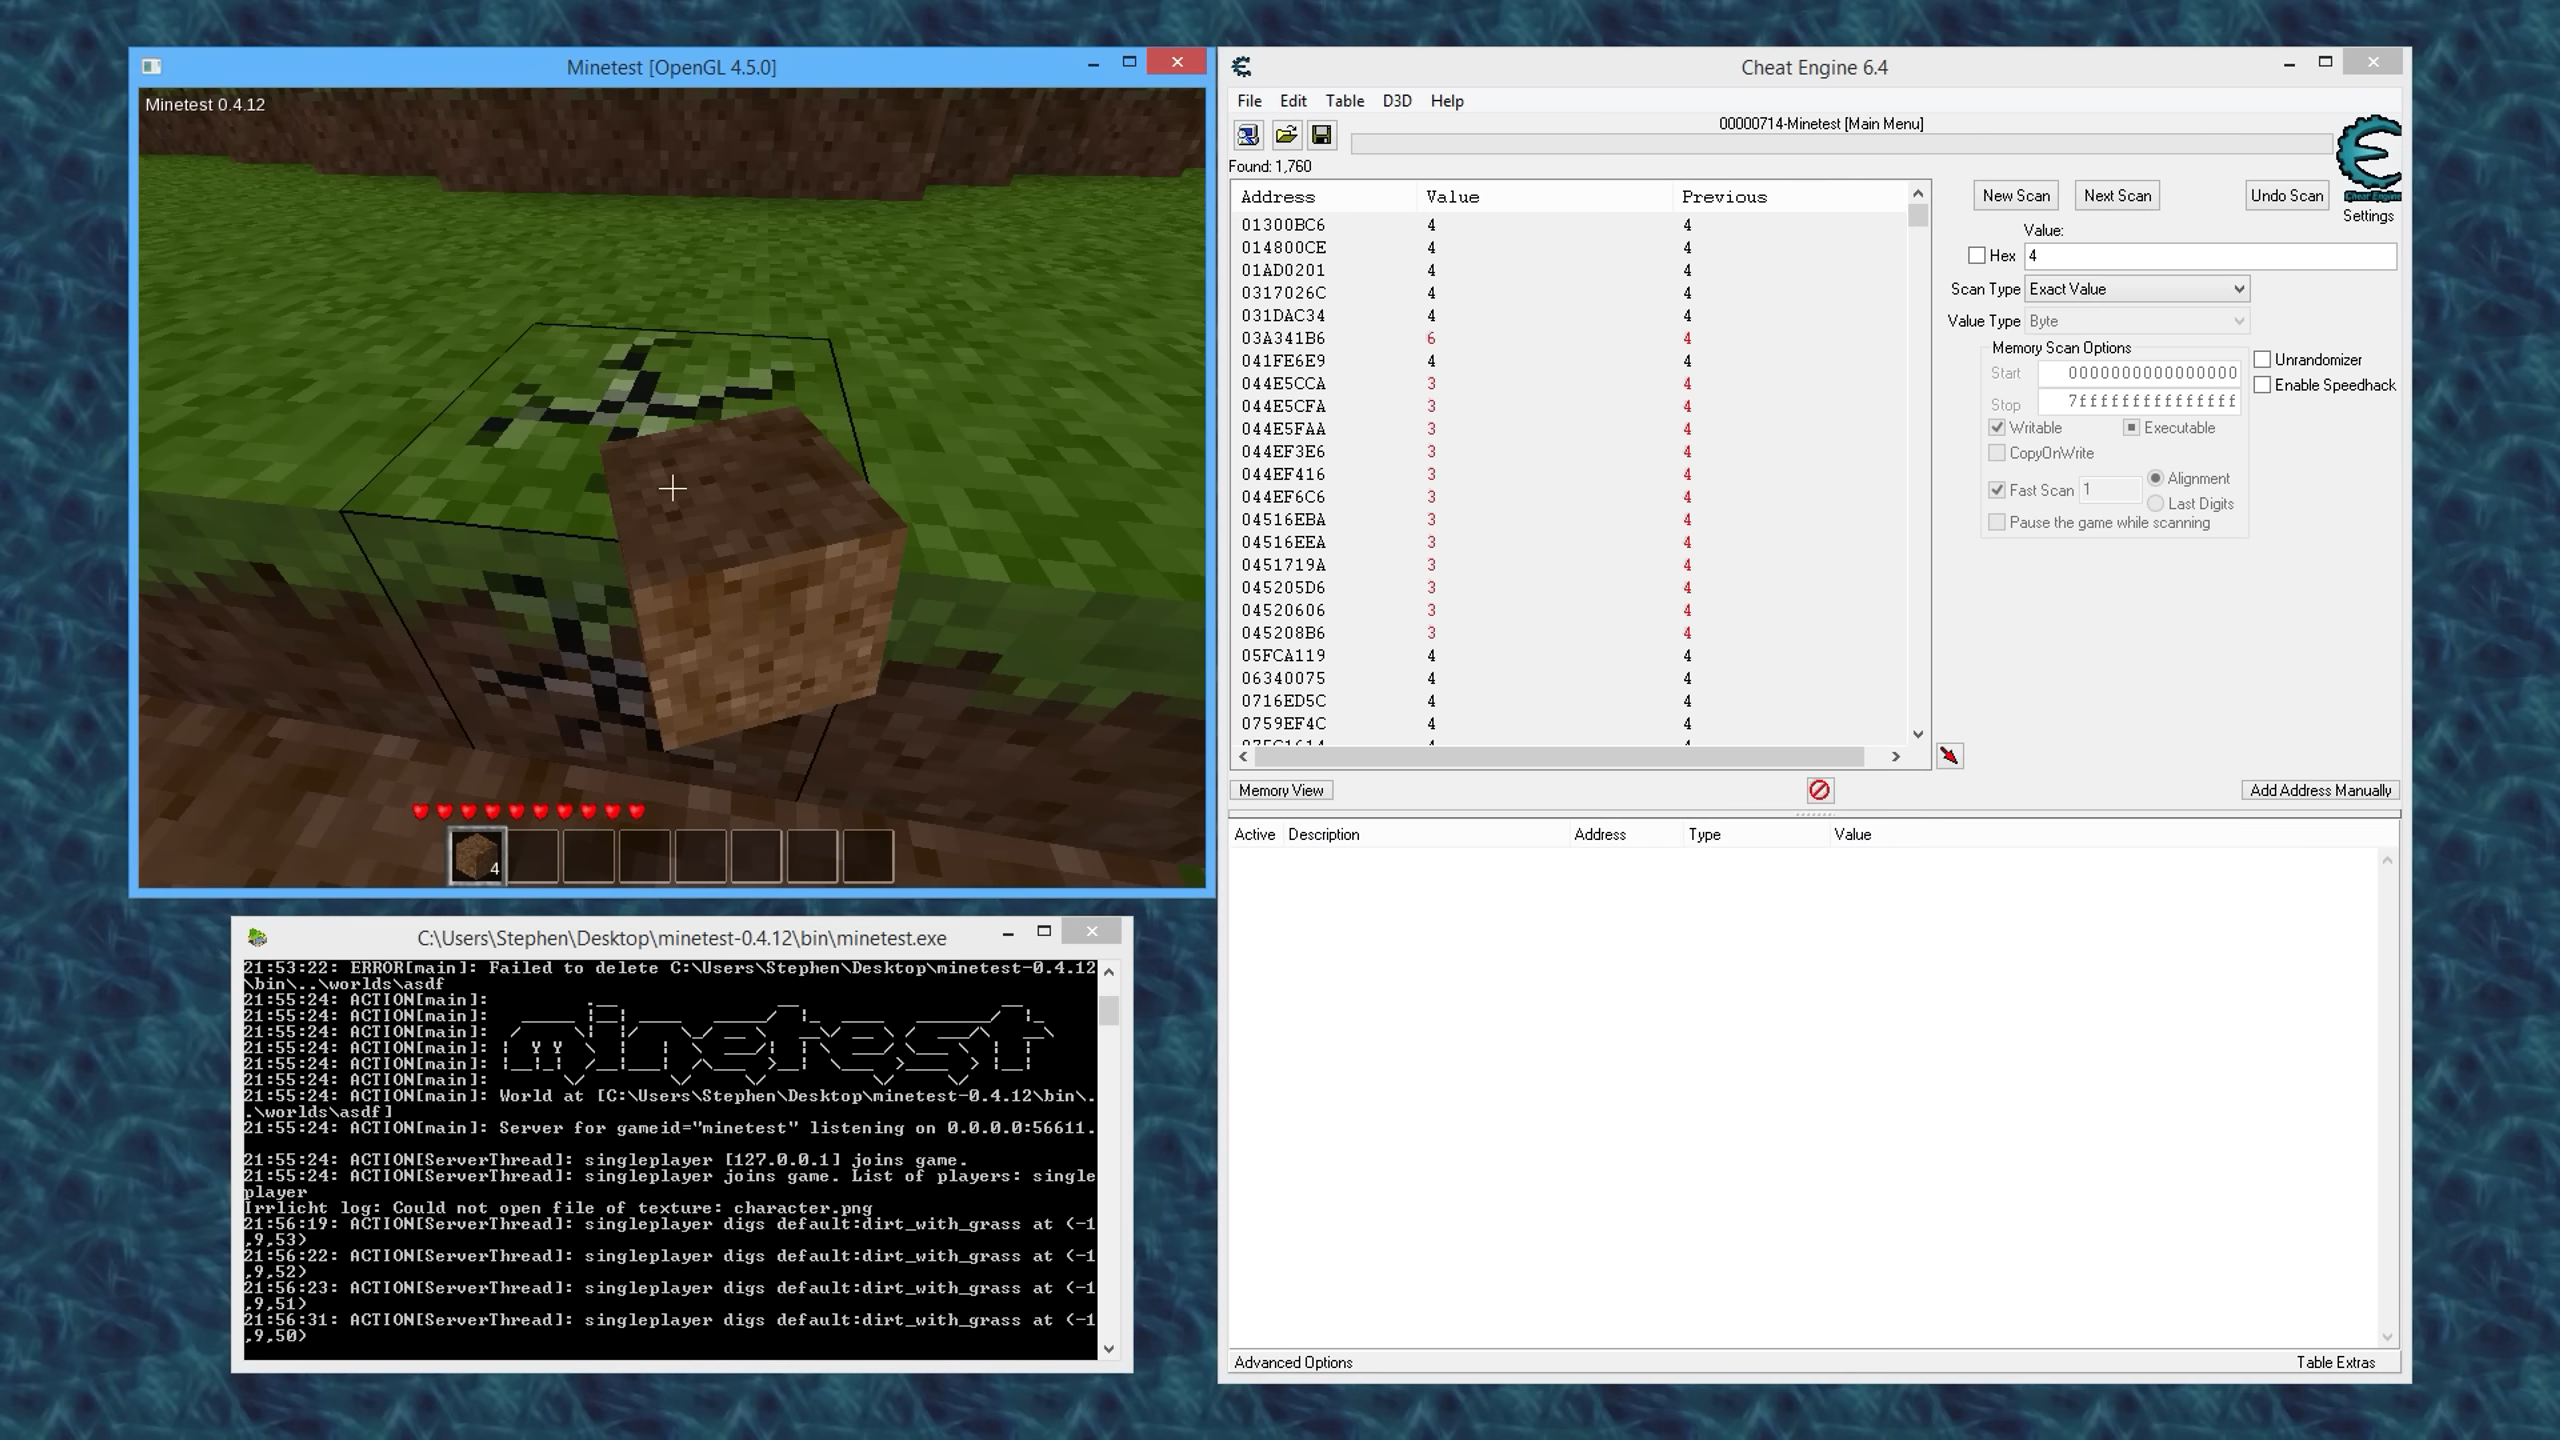 Minetest [OpenGL 4.5.0]
Minetest 0.4.12
4
C:\Users\Stephen\Desktop\minetest-0.4.12\bin\minetest.exe
21:53:22: ERROR[main]: Failed to delete C:\Users\Stephen\Desktop\minetest-0.4.12
\bin\..\worlds\asdf
21:55:24: ACTION[main]:
21:55:24: ACTION[main]:
21:55:24: ACTION[main]:
21:55:24: ACTION[main]:
21:55:24: ACTION[main]:
21:55:24: ACTION[main]:
minetest
21:55:24: ACTION[main]: World at [C:\Users\Stephen\Desktop\minetest-0.4.12\bin\.
.\worlds\asdf]
21:55:24: ACTION[main]: Server for gameid="minetest" listening on 0.0.0.0:56611.
21:55:24: ACTION[ServerThread]: singleplayer [127.0.0.1] joins game.
21:55:24: ACTION[ServerThread]: singleplayer joins game. List of players: single
player
Irrlicht log: Could not open file of texture: character.png
21:56:19: ACTION[ServerThread]: singleplayer digs default:dirt_with_grass at (-1
,9,53)
21:56:22: ACTION[ServerThread]: singleplayer digs default:dirt_with_grass at (-1
,9,52)
21:56:23: ACTION[ServerThread]: singleplayer digs default:dirt_with_grass at (-1
,9,51)
21:56:31: ACTION[ServerThread]: singleplayer digs default:dirt_with_grass at (-1
,9,50)
Cheat Engine 6.4
File Edit Table D3D Help
00000714-Minetest [Main Menu]
Found: 1,760
Address Value Previous
01300BC6 4 4
014800CE 4 4
01AD0201 4 4
0317026C 4 4
031DAC34 4 4
03A341B6 6 4
041FE6E9 4 4
044E5CCA 3 4
044E5CFA 3 4
044E5FAA 3 4
044EF3E6 3 4
044EF416 3 4
044EF6C6 3 4
04516EBA 3 4
04516EEA 3 4
0451719A 3 4
045205D6 3 4
04520606 3 4
045208B6 3 4
05FCA119 4 4
06340075 4 4
0716ED5C 4 4
0759EF4C 4 4
New Scan Next Scan Undo Scan
Cheat Engine
Settings
Value:
Hex 4
Scan Type Exact Value
Value Type Byte
Memory Scan Options
Start 0000000000000000
Stop 7fffffffffffffff
Writable Executable
CopyOnWrite
Fast Scan 1 Alignment
Last Digits
Pause the game while scanning
Unrandomizer
Enable Speedhack
Memory View Add Address Manually
Active Description Address Type Value
Advanced Options Table Extras